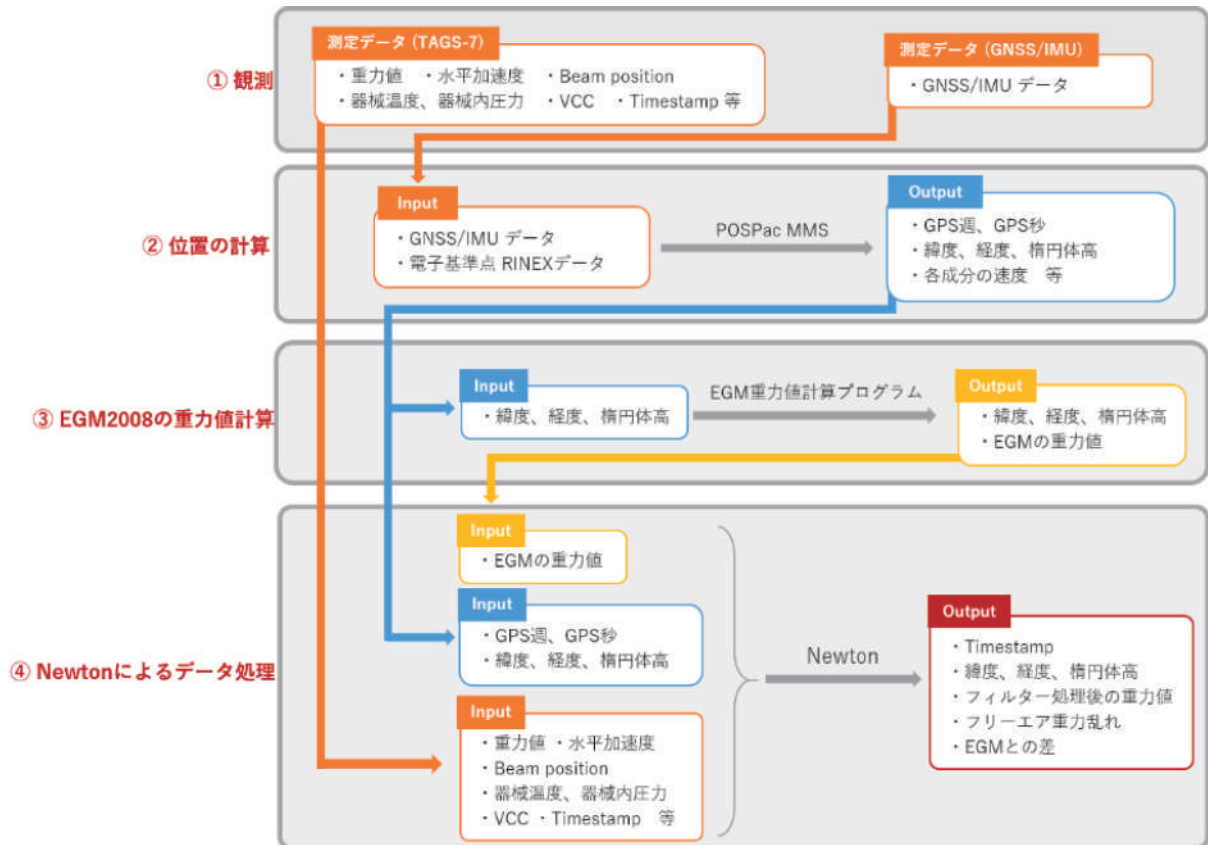 ① 観測
測定データ (TAGS-7)
・重力値 ・水平加速度 ・Beam position
・器械温度、器械内圧力 ・VCC ・Timestamp 等
測定データ (GNSS/IMU)
・GNSS/IMU データ
② 位置の計算
Input
・GNSS/IMU データ
・電子基準点 RINEXデータ
POSPac MMS
Output
・GPS週、GPS秒
・緯度、経度、楕円体高
・各成分の速度 等
③ EGM2008の重力値計算
Input
・緯度、経度、楕円体高
EGM重力値計算プログラム
Output
・緯度、経度、楕円体高
・EGMの重力値
④ Newtonによるデータ処理
Input
・EGMの重力値
Input
・GPS週、GPS秒
・緯度、経度、楕円体高
Input
・重力値 ・水平加速度
・Beam position
・器械温度、器械内圧力
・VCC ・Timestamp 等
Newton
Output
・Timestamp
・緯度、経度、楕円体高
・フィルター処理後の重力値
・フリーエア重力乱れ
・EGMとの差